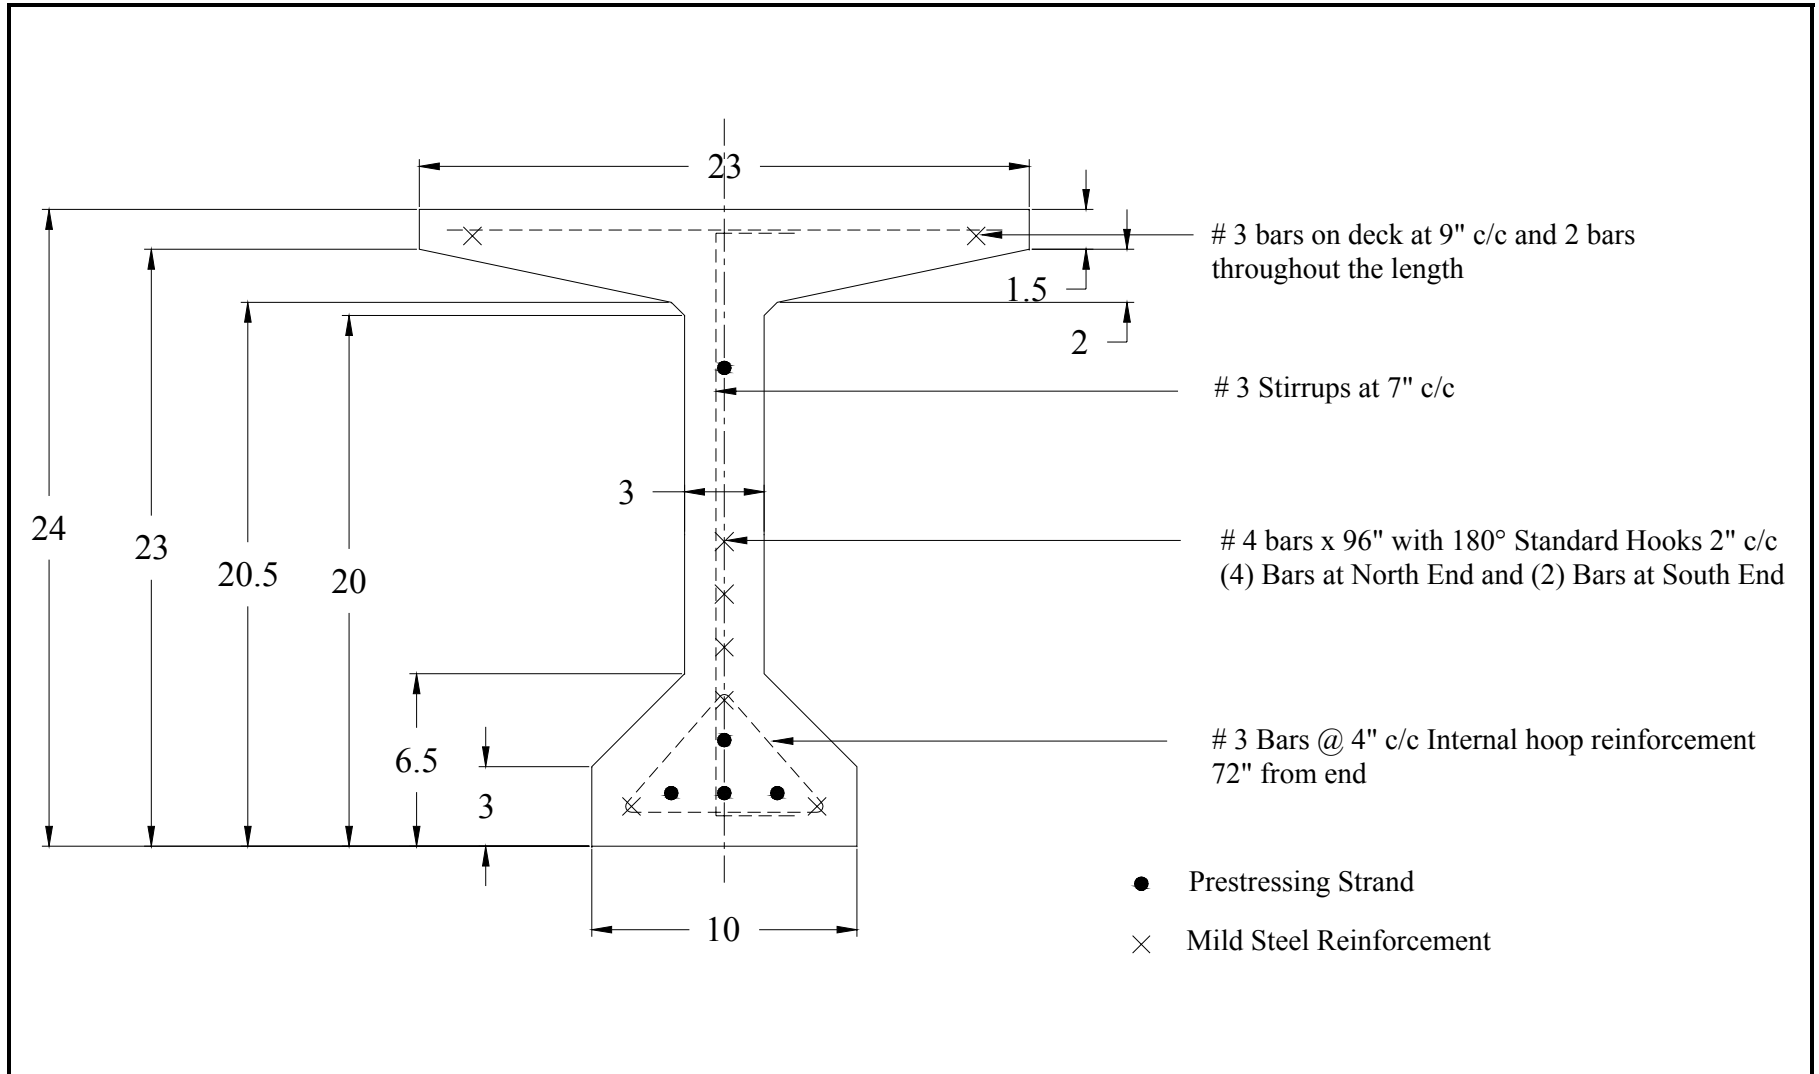 23
# 3 bars on deck at 9" c/c and 2 bars
throughout the length
1.5
2
# 3 Stirrups at 7" c/c
3
24
23
20.5
20
# 4 bars x 96" with 180° Standard Hooks 2" c/c
(4) Bars at North End and (2) Bars at South End
6.5
3
# 3 Bars @ 4" c/c Internal hoop reinforcement
72" from end
10
Prestressing Strand
Mild Steel Reinforcement